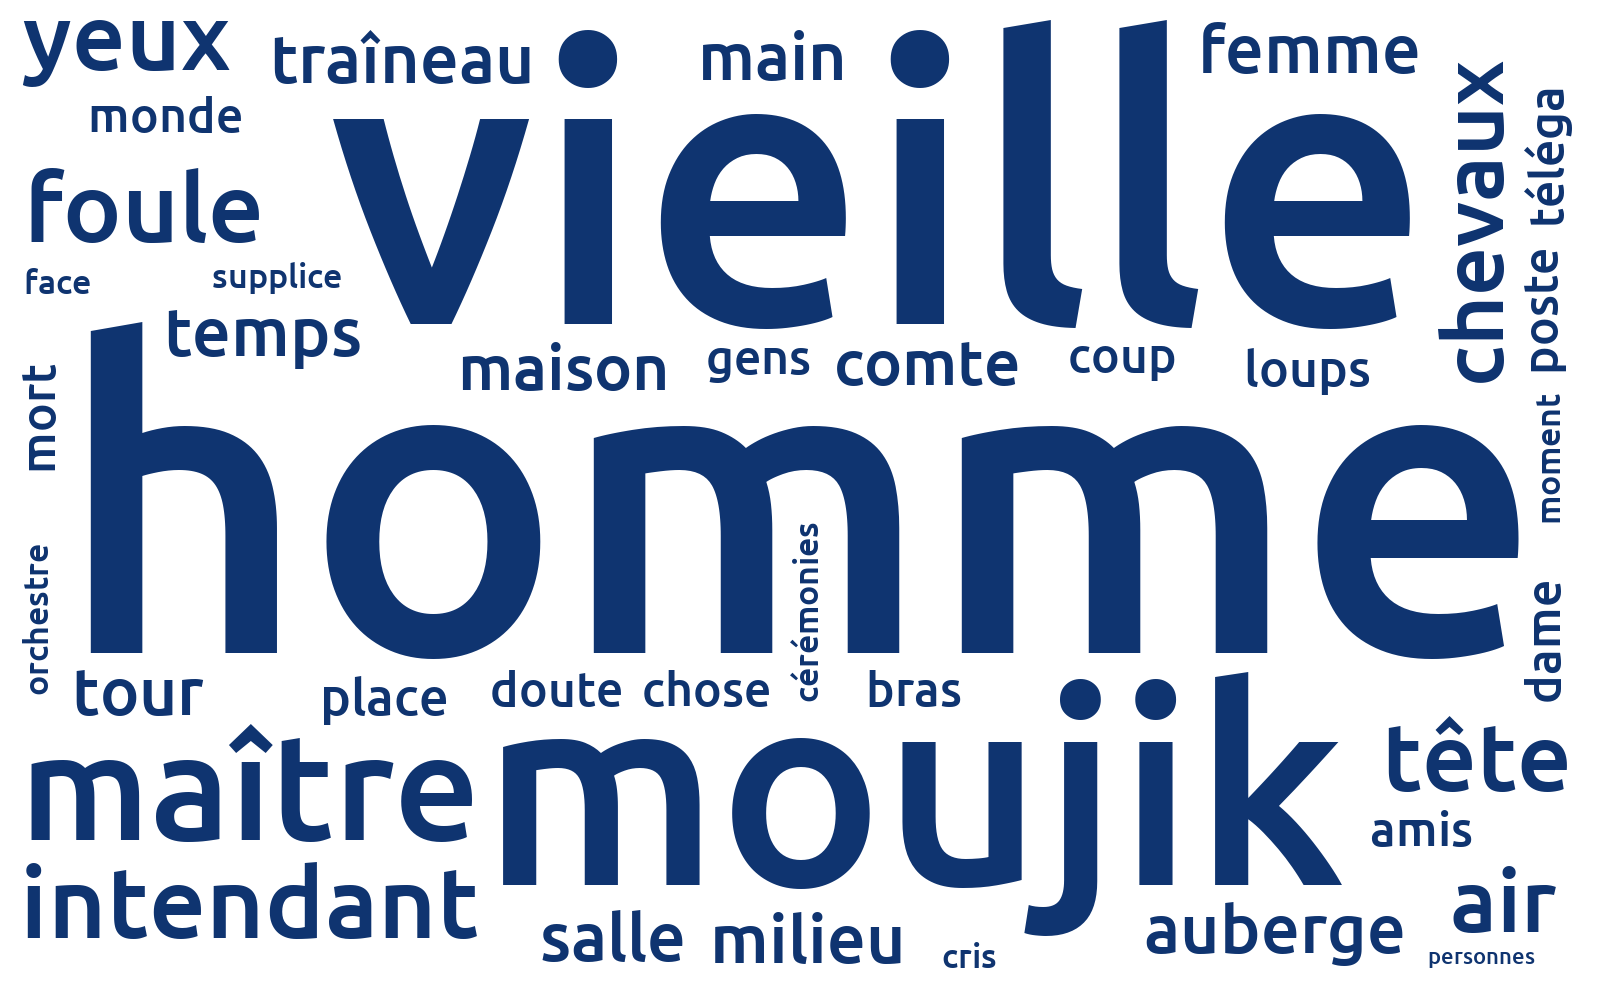 yeux
traîneau
main
femme
monde
vieille
chevaux
téléga
foule
face
supplice
temps
poste
maison
gens
comte
coup
loups
mort
homme
moment
orchestre
cérémonies
dame
tour
place
doute
chose
bras
maître
moujik
tête
amis
intendant
salle
milieu
cris
auberge
air
personnes